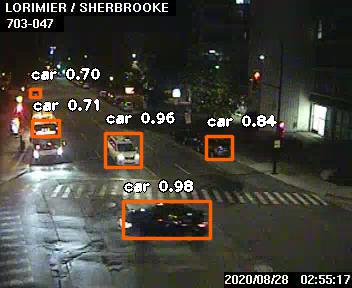 LORIMIER / SHERBROOKE
703-047
car 0.70
car 0.71
car 0.96
car 0.84
car 0.98
2020/08/28 02:55:17